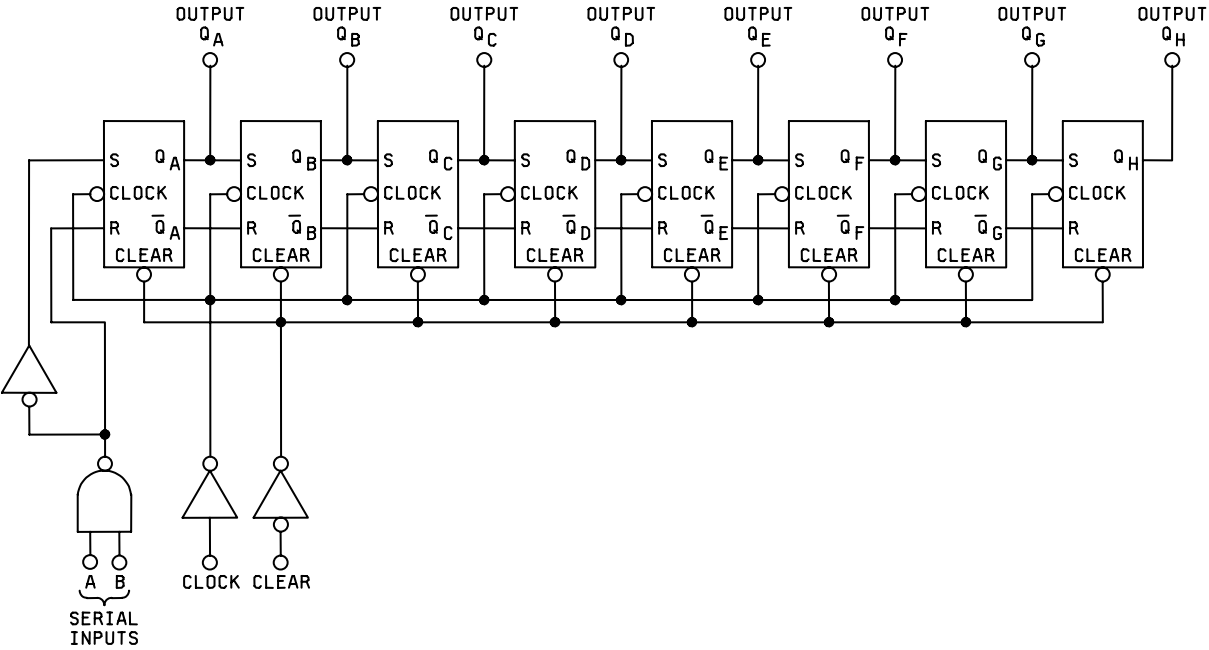 OUTPUT OUTPUT OUTPUT OUTPUT OUTPUT OUTPUT OUTPUT OUTPUT
QA QB QC QD QE QF QG QH
S QA S QB S QC S QD S QE S QF S QG S QH
CLOCK CLOCK CLOCK CLOCK CLOCK CLOCK CLOCK CLOCK
R Q̅A R Q̅B R Q̅C R Q̅D R Q̅E R Q̅F R Q̅G R
CLEAR CLEAR CLEAR CLEAR CLEAR CLEAR CLEAR CLEAR
A B CLOCK CLEAR
SERIAL
INPUTS